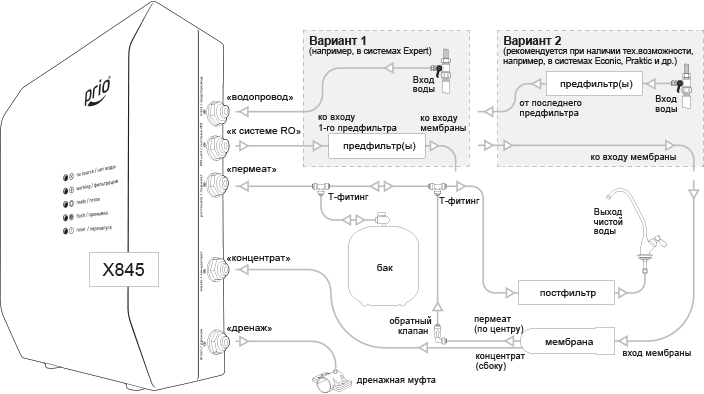 Вариант 1
(например, в системах Expert)
Вход
воды
Вариант 2
(рекомендуется при наличии тех.возможности,
например, в системах Econic, Praktic и др.)
предфильтр(ы)
от последнего
предфильтра
Вход
воды
prio
«водопровод»
«к системе RO»
ко входу
1-го предфильтра
ко входу
мембраны
предфильтр(ы)
ко входу мембраны
«пермеат»
Т-фитинг
Т-фитинг
no source / нет воды
working / фильтрация
ready / готов
flush / промывка
reset / перезапуск
Выход
чистой
воды
X845
«концентрат»
бак
постфильтр
обратный
клапан
пермеат
(по центру)
мембрана
вход мембраны
концентрат
(сбоку)
«дренаж»
дренажная муфта